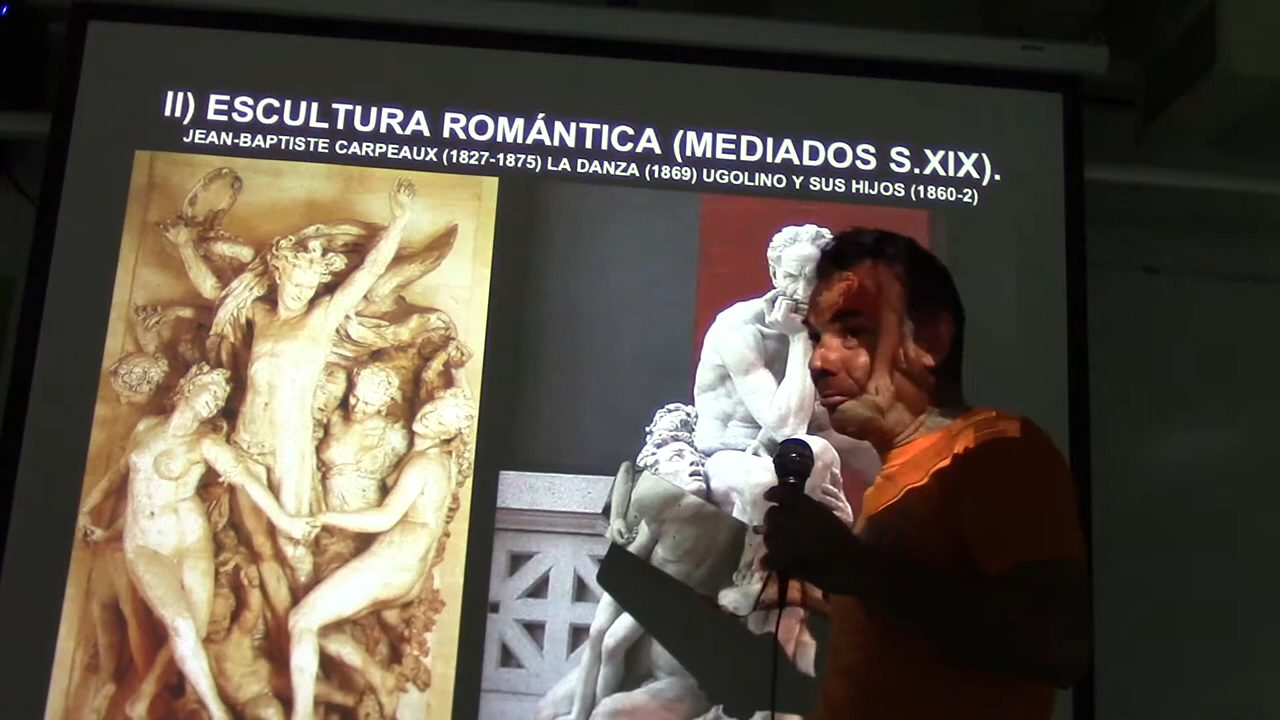 II) ESCULTURA ROMÁNTICA (MEDIADOS S.XIX).
JEAN-BAPTISTE CARPEAUX (1827-1875) LA DANZA (1869) UGOLINO Y SUS HIJOS (1860-2)